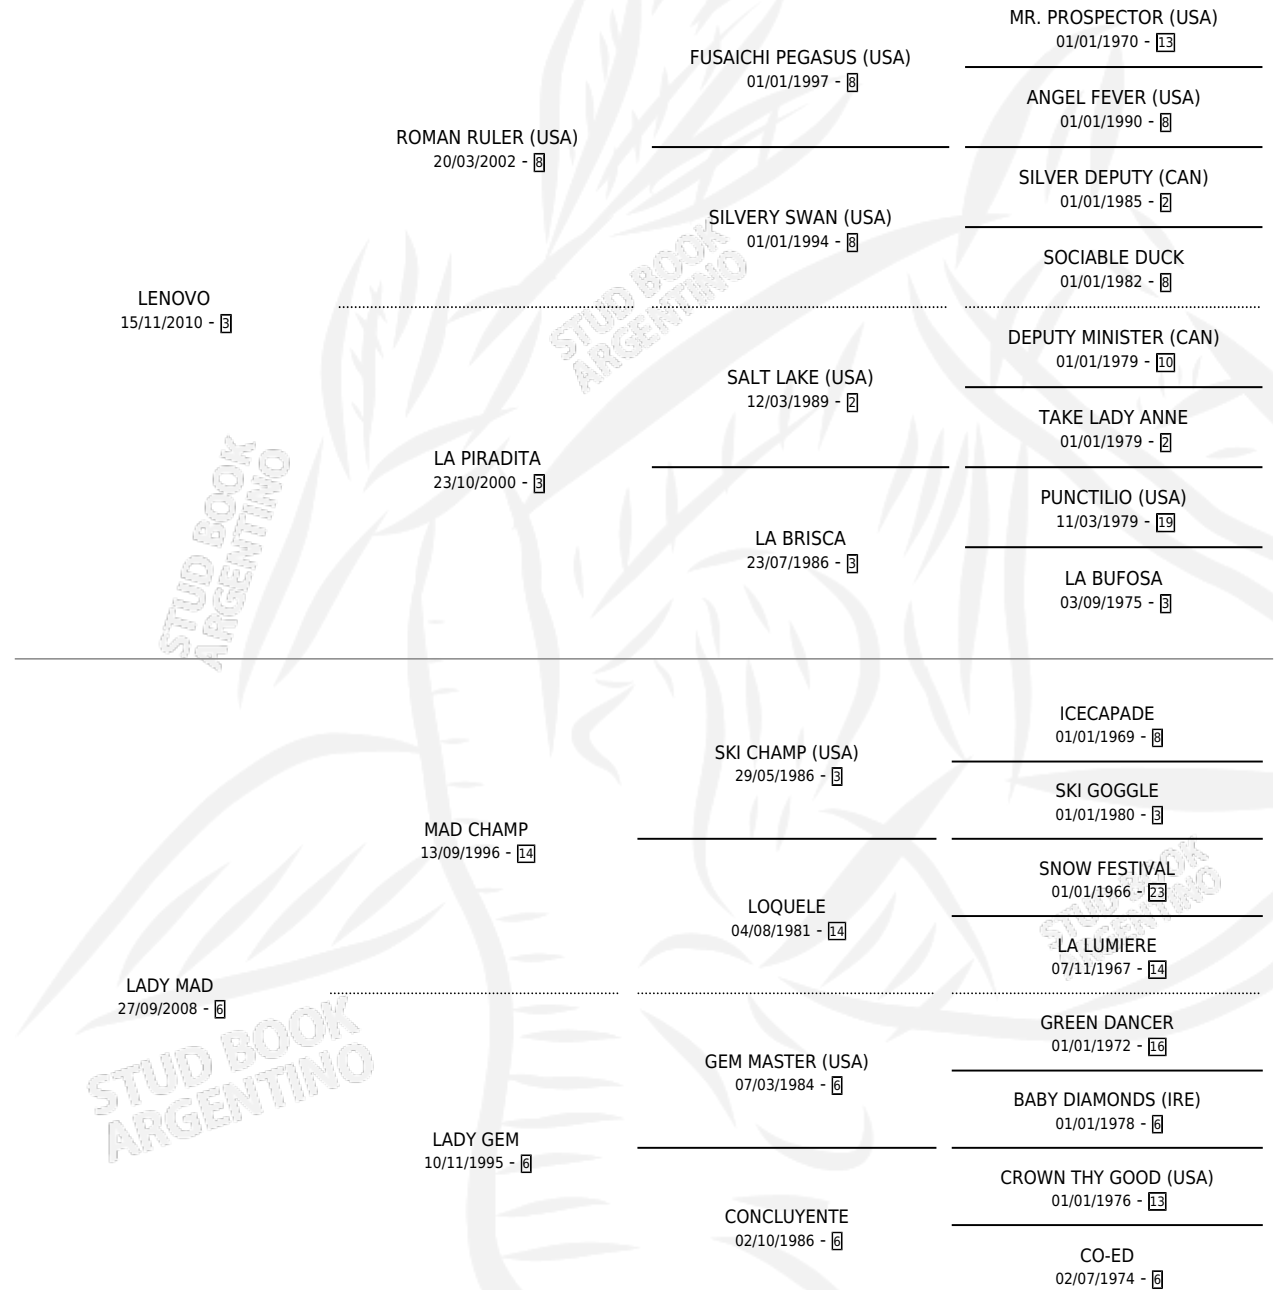 MR. PROSPECTOR (USA)
01/01/1970 - 13
FUSAICHI PEGASUS (USA)
01/01/1997 - 8
ANGEL FEVER (USA)
01/01/1990 - 8
ROMAN RULER (USA)
20/03/2002 - 8
SILVER DEPUTY (CAN)
01/01/1985 - 2
SILVERY SWAN (USA)
01/01/1994 - 8
SOCIABLE DUCK
01/01/1982 - 8
LENOVO
15/11/2010 - 3
DEPUTY MINISTER (CAN)
01/01/1979 - 10
SALT LAKE (USA)
12/03/1989 - 2
TAKE LADY ANNE
01/01/1979 - 2
LA PIRADITA
23/10/2000 - 3
PUNCTILIO (USA)
11/03/1979 - 19
LA BRISCA
23/07/1986 - 3
LA BUFOSA
03/09/1975 - 3
ICECAPADE
01/01/1969 - 8
SKI CHAMP (USA)
29/05/1986 - 3
SKI GOGGLE
01/01/1980 - 3
MAD CHAMP
13/09/1996 - 14
SNOW FESTIVAL
01/01/1966 - 23
LOQUELE
04/08/1981 - 14
LA LUMIERE
07/11/1967 - 14
LADY MAD
27/09/2008 - 6
GREEN DANCER
01/01/1972 - 16
GEM MASTER (USA)
07/03/1984 - 6
BABY DIAMONDS (IRE)
01/01/1978 - 6
LADY GEM
10/11/1995 - 6
CROWN THY GOOD (USA)
01/01/1976 - 13
CONCLUYENTE
02/10/1986 - 6
CO-ED
02/07/1974 - 6
STUD BOOK
ARGENTINO
STUD BOOK
ARGENTINO
STUD BOOK
ARGENTINO
STUD BOOK
ARGENTINO